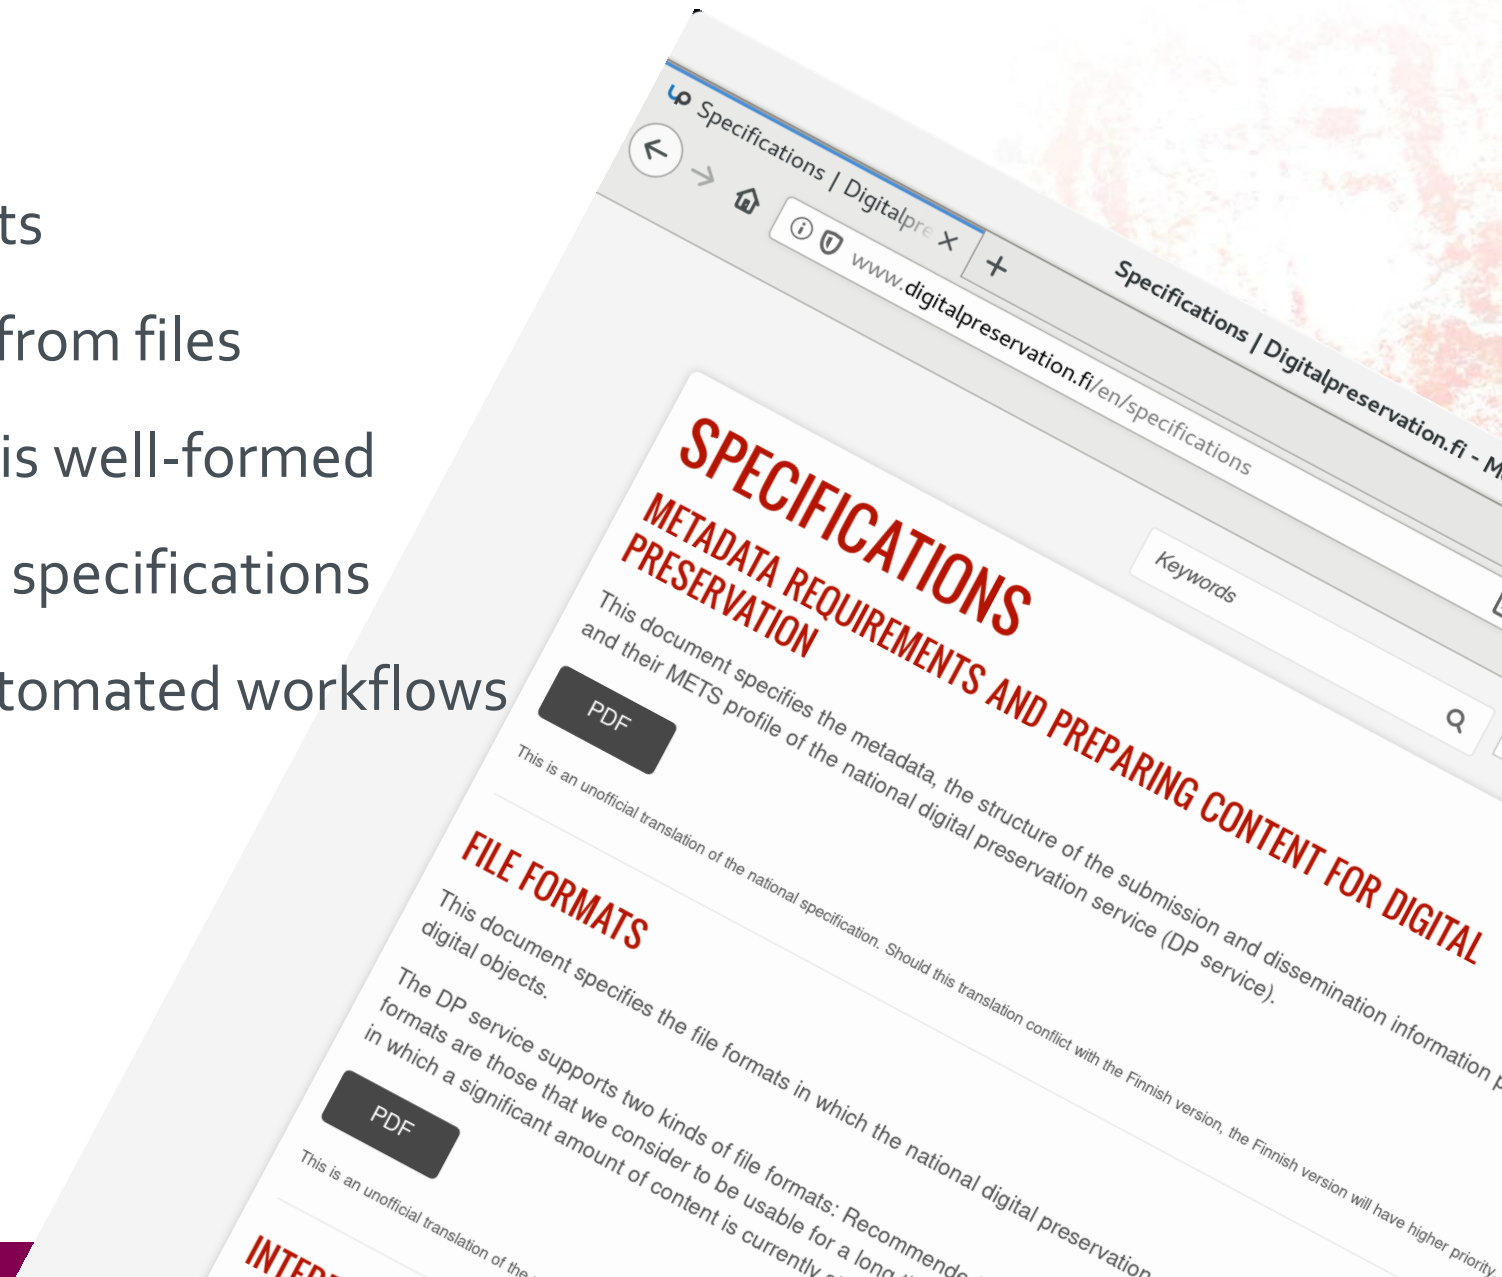 ts
from files
is well-formed
specifications
tomated workflows
Specifications | Digitalpre
Specifications | Digitalpreservation.fi - M
www.digitalpreservation.fi/en/specifications
Keywords
SPECIFICATIONS
METADATA REQUIREMENTS AND PREPARING CONTENT FOR DIGITAL
PRESERVATION
This document specifies the metadata, the structure of the submission and dissemination information p
and their METS profile of the national digital preservation service (DP service).
PDF
This is an unofficial translation of the national specification. Should this translation conflict with the Finnish version, the Finnish version will have higher priority.
FILE FORMATS
This document specifies the file formats in which the national digital preservation
digital objects.
The DP service supports two kinds of file formats: Recommende
formats are those that we consider to be usable for a long
in which a significant amount of content is currently
PDF
This is an unofficial translation of the